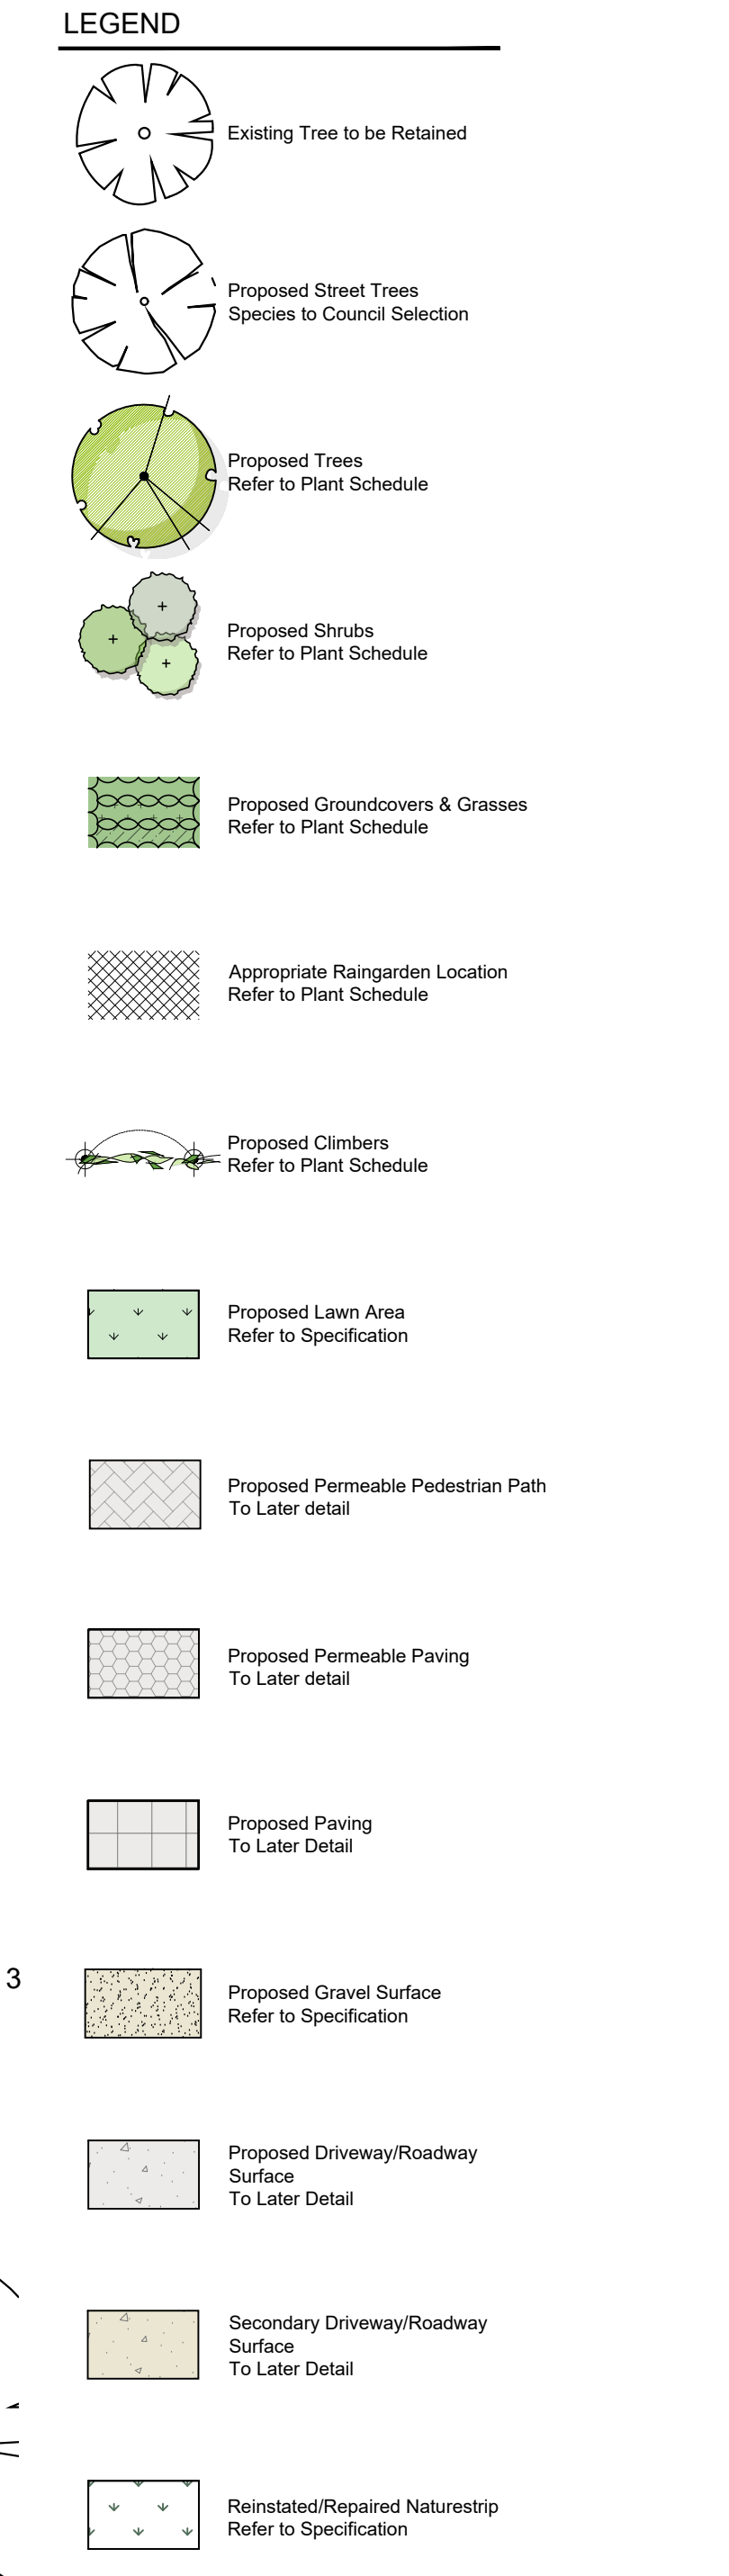 LEGEND
Existing Tree to be Retained
Proposed Street Trees
Species to Council Selection
Proposed Trees
Refer to Plant Schedule
Proposed Shrubs
Refer to Plant Schedule
Proposed Groundcovers & Grasses
Refer to Plant Schedule
Appropriate Raingarden Location
Refer to Plant Schedule
Proposed Climbers
Refer to Plant Schedule
Proposed Lawn Area
Refer to Specification
Proposed Permeable Pedestrian Path
To Later detail
Proposed Permeable Paving
To Later detail
Proposed Paving
To Later Detail
3
Proposed Gravel Surface
Refer to Specification
Proposed Driveway/Roadway
Surface
To Later Detail
Secondary Driveway/Roadway
Surface
To Later Detail
Reinstated/Repaired Naturestrip
Refer to Specification